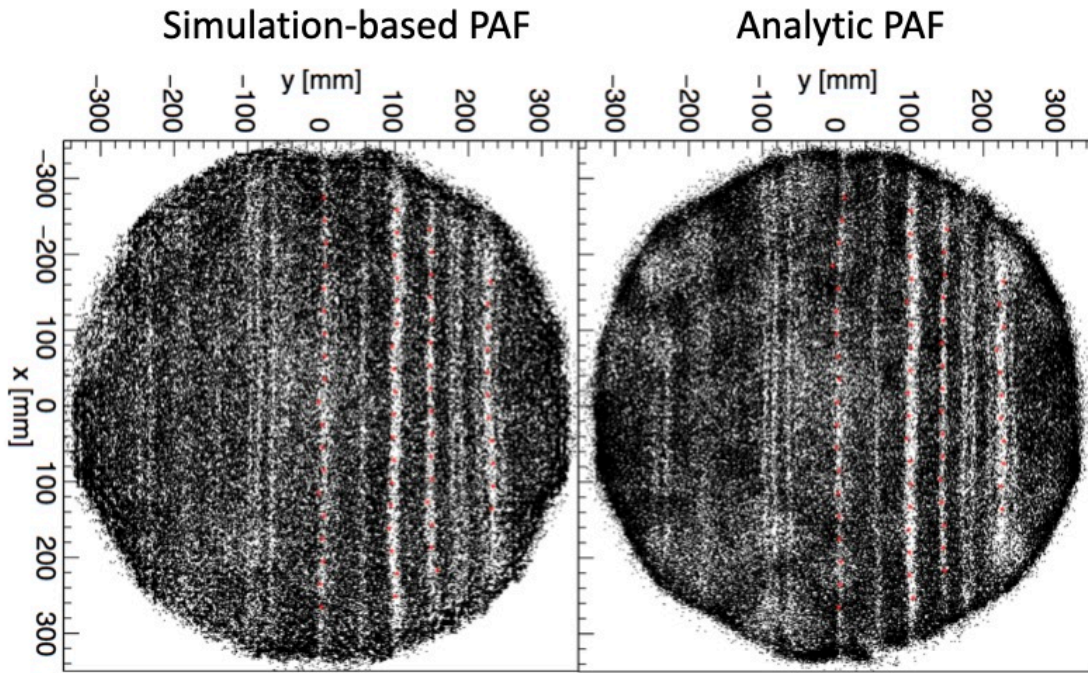 Simulation-based PAF
Analytic PAF
y [mm]
-300 -200 -100 0 100 200 300
y [mm]
-300 -200 -100 0 100 200 300
x [mm]
-300
-200
100
0
100
200
300